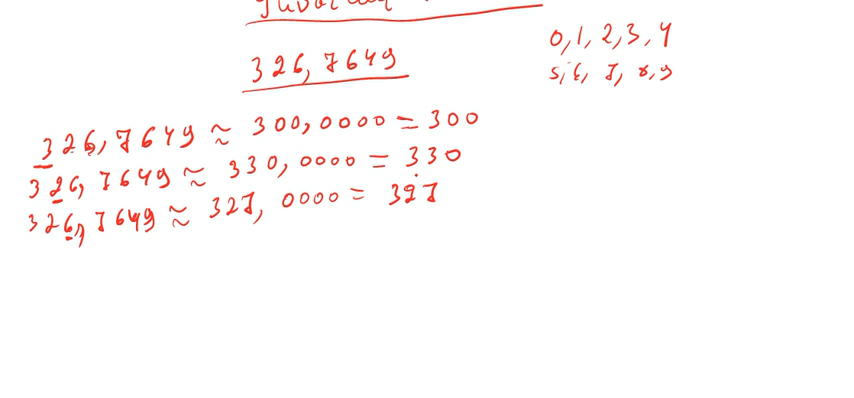 326,7649
0,1,2,3,4
5,6,7,8,9
326,7649 ≈ 300,0000 = 300
326,7649 ≈ 330,0000 = 330
326,7649 ≈ 327,0000 = 327